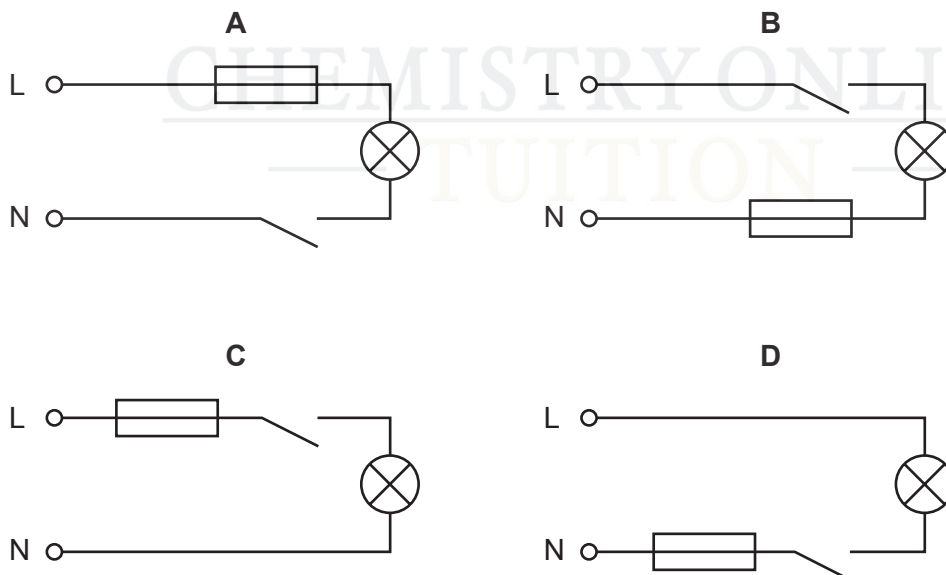 A B
CHEMISTRY ONLI
TUITION
L L
N N
C D
L L
N N